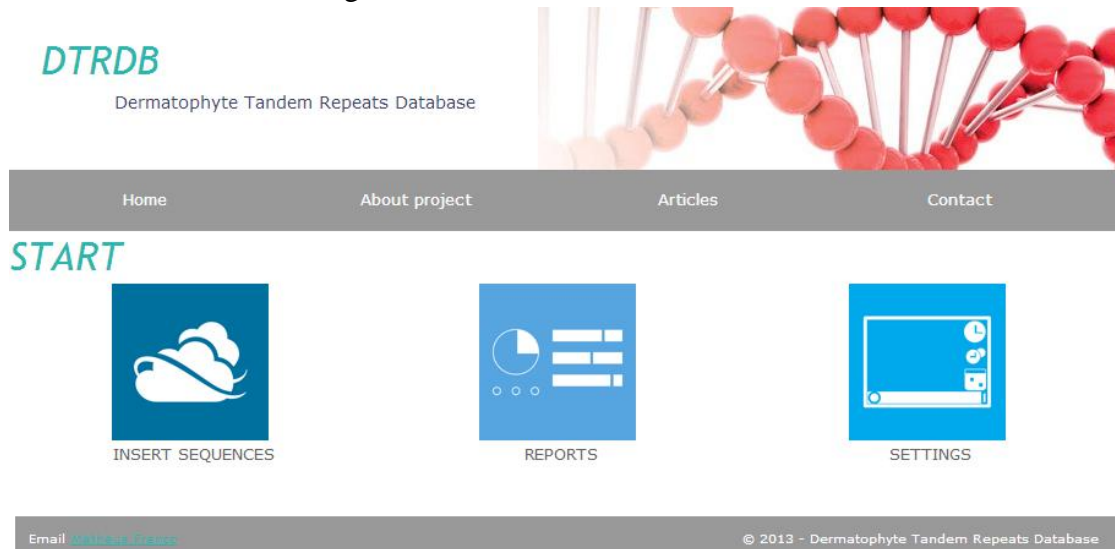 DTRDB
Dermatophyte Tandem Repeats Database
Home About project Articles Contact
START
INSERT SEQUENCES REPORTS SETTINGS
Email © 2013 - Dermatophyte Tandem Repeats Database